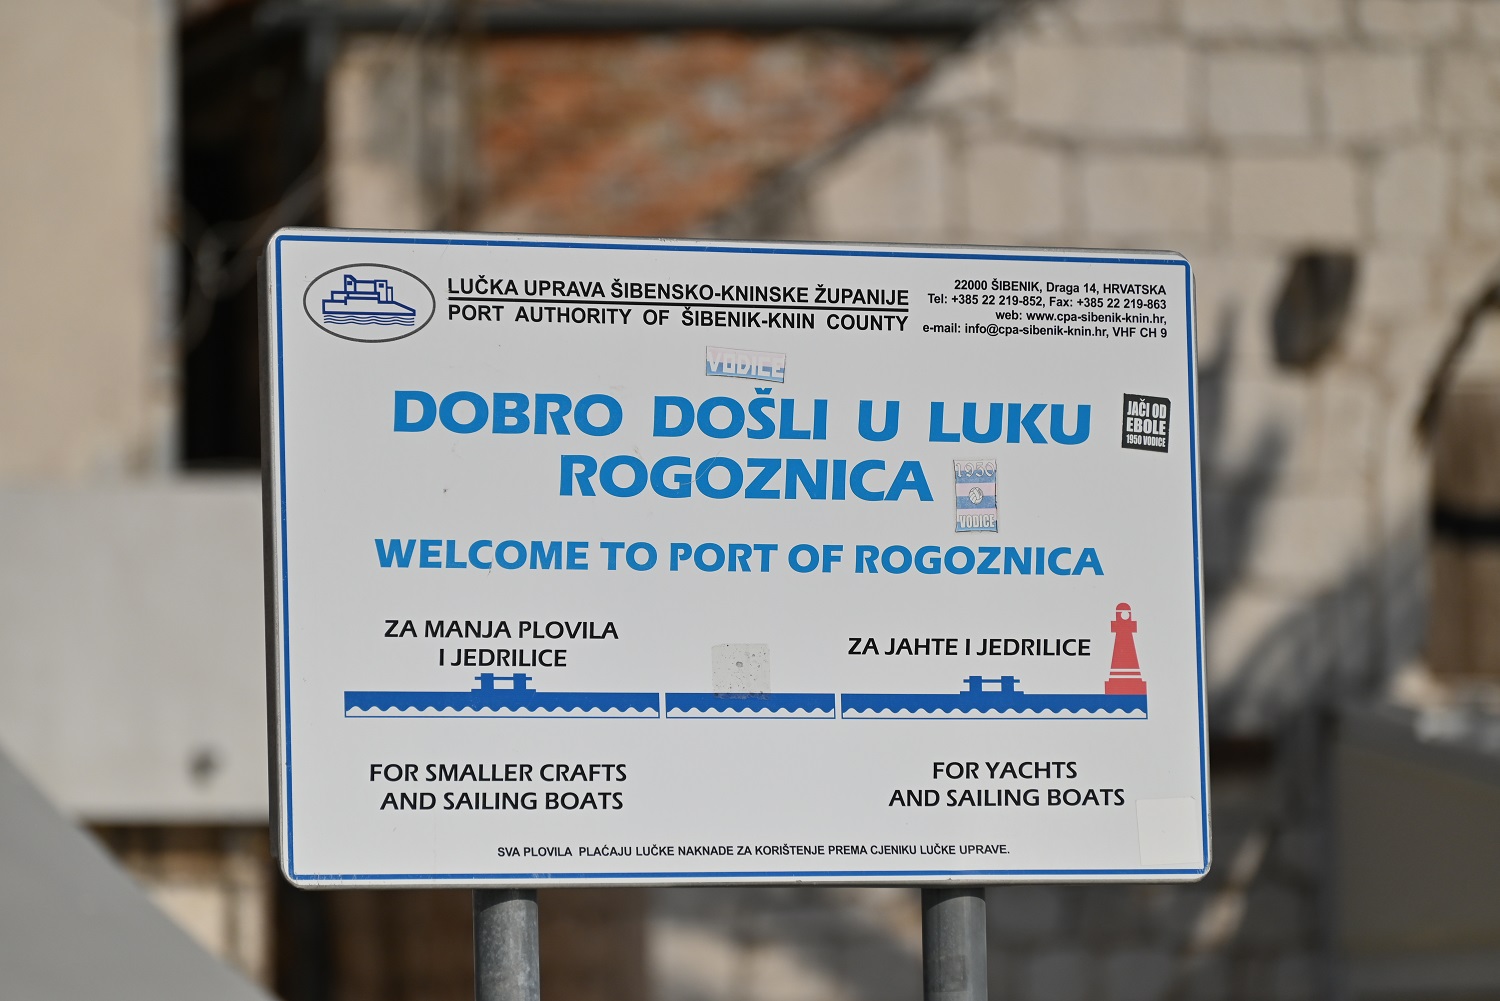 LUČKA UPRAVA ŠIBENSKO-KNINSKE ŽUPANIJE
PORT AUTHORITY OF ŠIBENIK-KNIN COUNTY
22000 ŠIBENIK, Draga 14, HRVATSKA
Tel: +385 22 219-852, Fax: +385 22 219-863
web: www.cpa-sibenik-knin.hr,
e-mail: info@cpa-sibenik-knin.hr, VHF CH 9
VODICE
DOBRO DOŠLI U LUKU
ROGOZNICA
JAČI OD
EBOLE
1950 VODICE
1950
VODICE
WELCOME TO PORT OF ROGOZNICA
ZA MANJA PLOVILA
I JEDRILICE
ZA JAHTE I JEDRILICE
FOR SMALLER CRAFTS
AND SAILING BOATS
FOR YACHTS
AND SAILING BOATS
SVA PLOVILA PLAĆAJU LUČKE NAKNADE ZA KORIŠTENJE PREMA CJENIKU LUČKE UPRAVE.